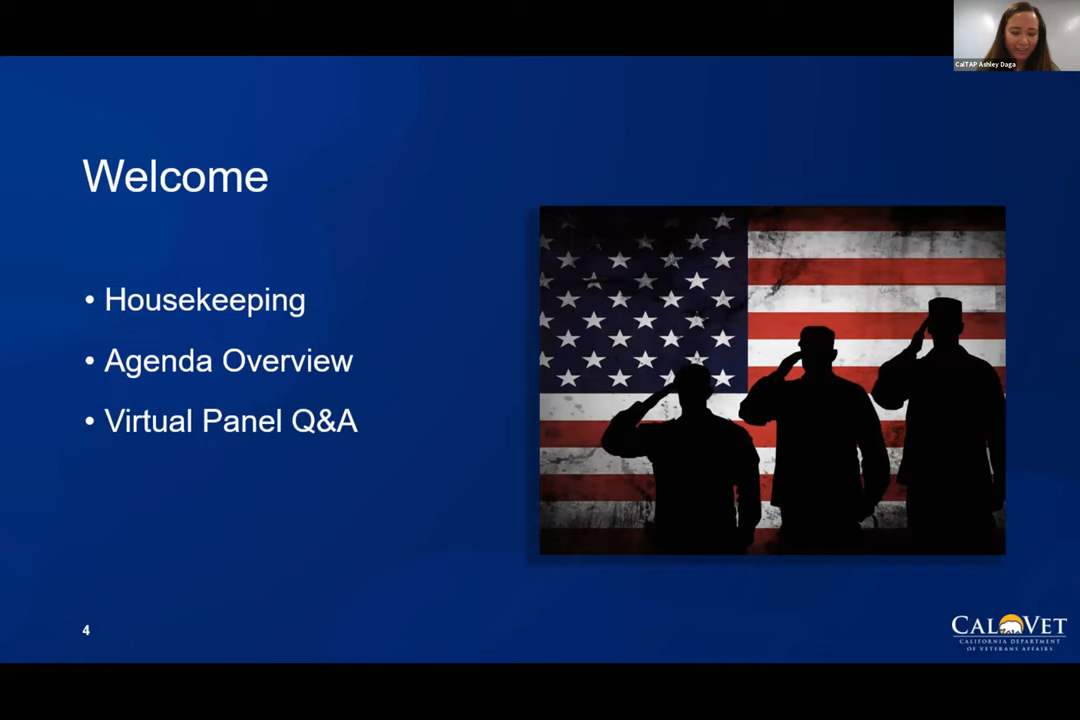 CalTAP Ashley Daga
Welcome
• Housekeeping
• Agenda Overview
• Virtual Panel Q&A
4
CALVET
CALIFORNIA DEPARTMENT
OF VETERANS AFFAIRS